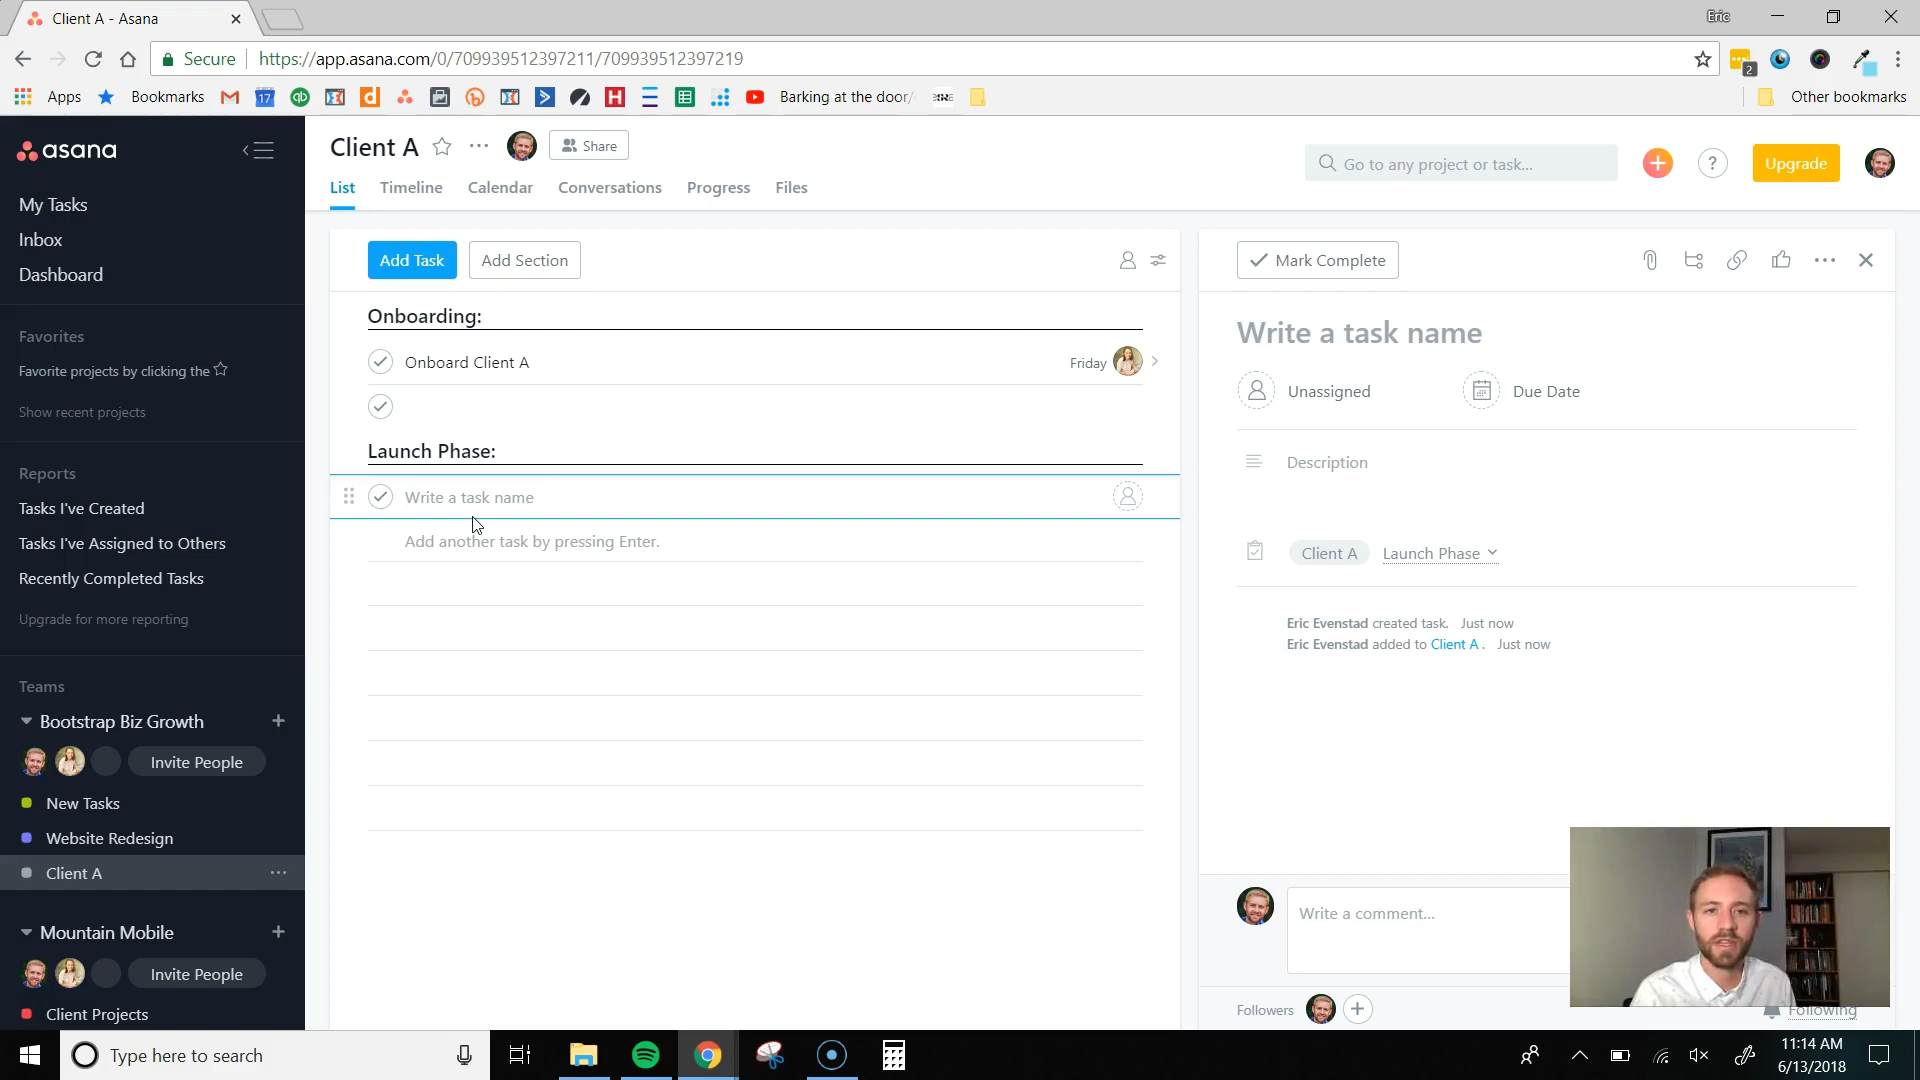 Client A - Asana
Eric
Secure
https://app.asana.com/0/709939512397211/709939512397219
2
Apps
Bookmarks
17
Barking at the door/
Other bookmarks
asana
My Tasks
Inbox
Dashboard
Favorites
Favorite projects by clicking the
Show recent projects
Reports
Tasks I've Created
Tasks I've Assigned to Others
Recently Completed Tasks
Upgrade for more reporting
Teams
Bootstrap Biz Growth
Invite People
New Tasks
Website Redesign
Client A
Mountain Mobile
Invite People
Client Projects
Client A
Share
Go to any project or task...
?
Upgrade
List Timeline Calendar Conversations Progress Files
Add Task
Add Section
Onboarding:
Onboard Client A
Friday
Launch Phase:
Write a task name
Add another task by pressing Enter.
Mark Complete
Write a task name
Unassigned
Due Date
Description
Client A
Launch Phase
Eric Evenstad created task. Just now
Eric Evenstad added to Client A . Just now
Write a comment...
Followers
Following
Type here to search
11:14 AM
6/13/2018